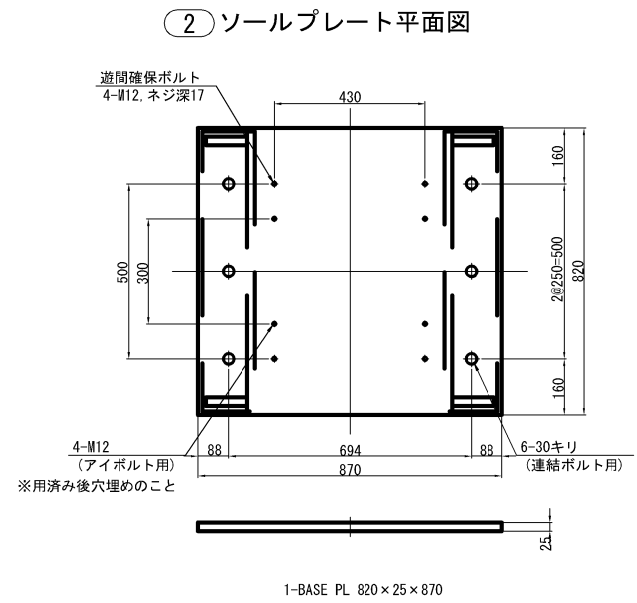 2 ソールプレート平面図
遊間確保ボルト
4-M12,ネジ深17
430
160
500
300
2@250=500
820
160
4-M12
(アイボルト用)
※用済み後穴埋めのこと
88
694
88
870
6-30キリ
(連結ボルト用)
25
1-BASE PL 820×25×870